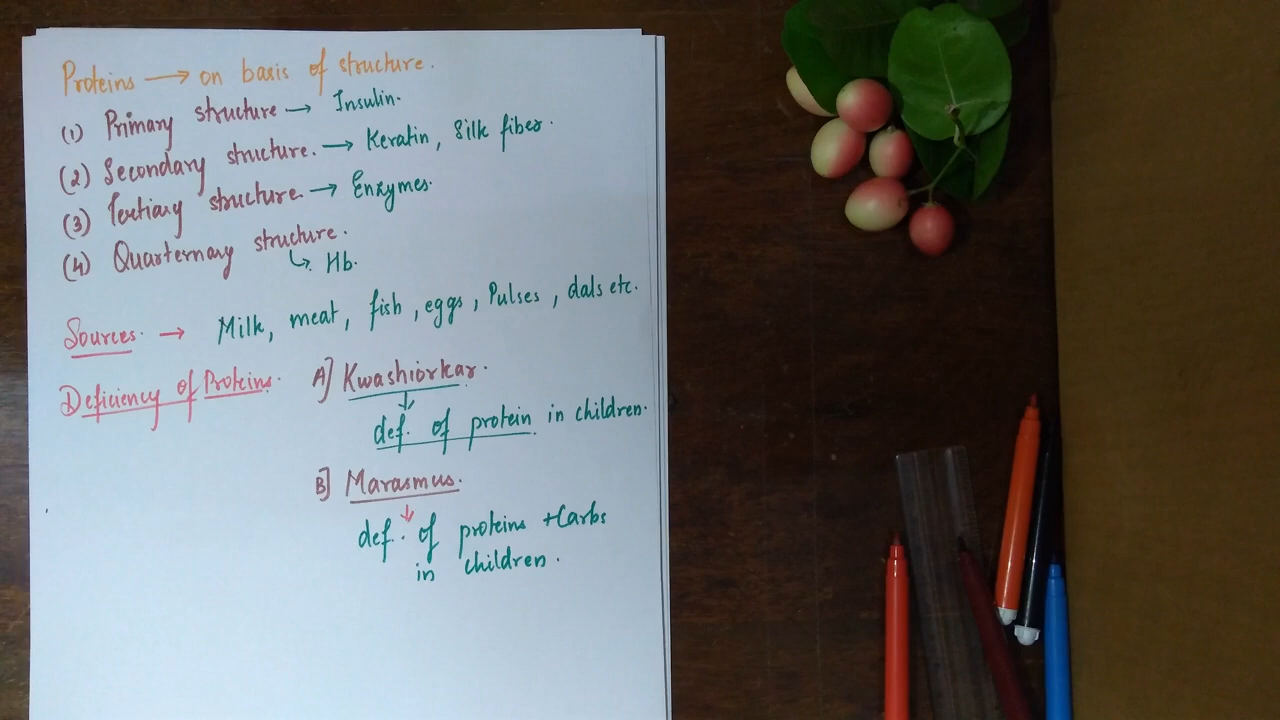 Proteins → on basis of structure.
(1) Primary structure → Insulin.
(2) Secondary structure. → Keratin, Silk fiber.
(3) Tertiary structure → Enzymes.
(4) Quarternary structure.
↳ Hb.
Sources. → Milk, meat, fish, eggs, Pulses, dals etc.
Deficiency of Proteins. A] Kwashiorkar.
↓
def. of protein in children.
B] Marasmus.
↓
def. of proteins + Carbs
in children.